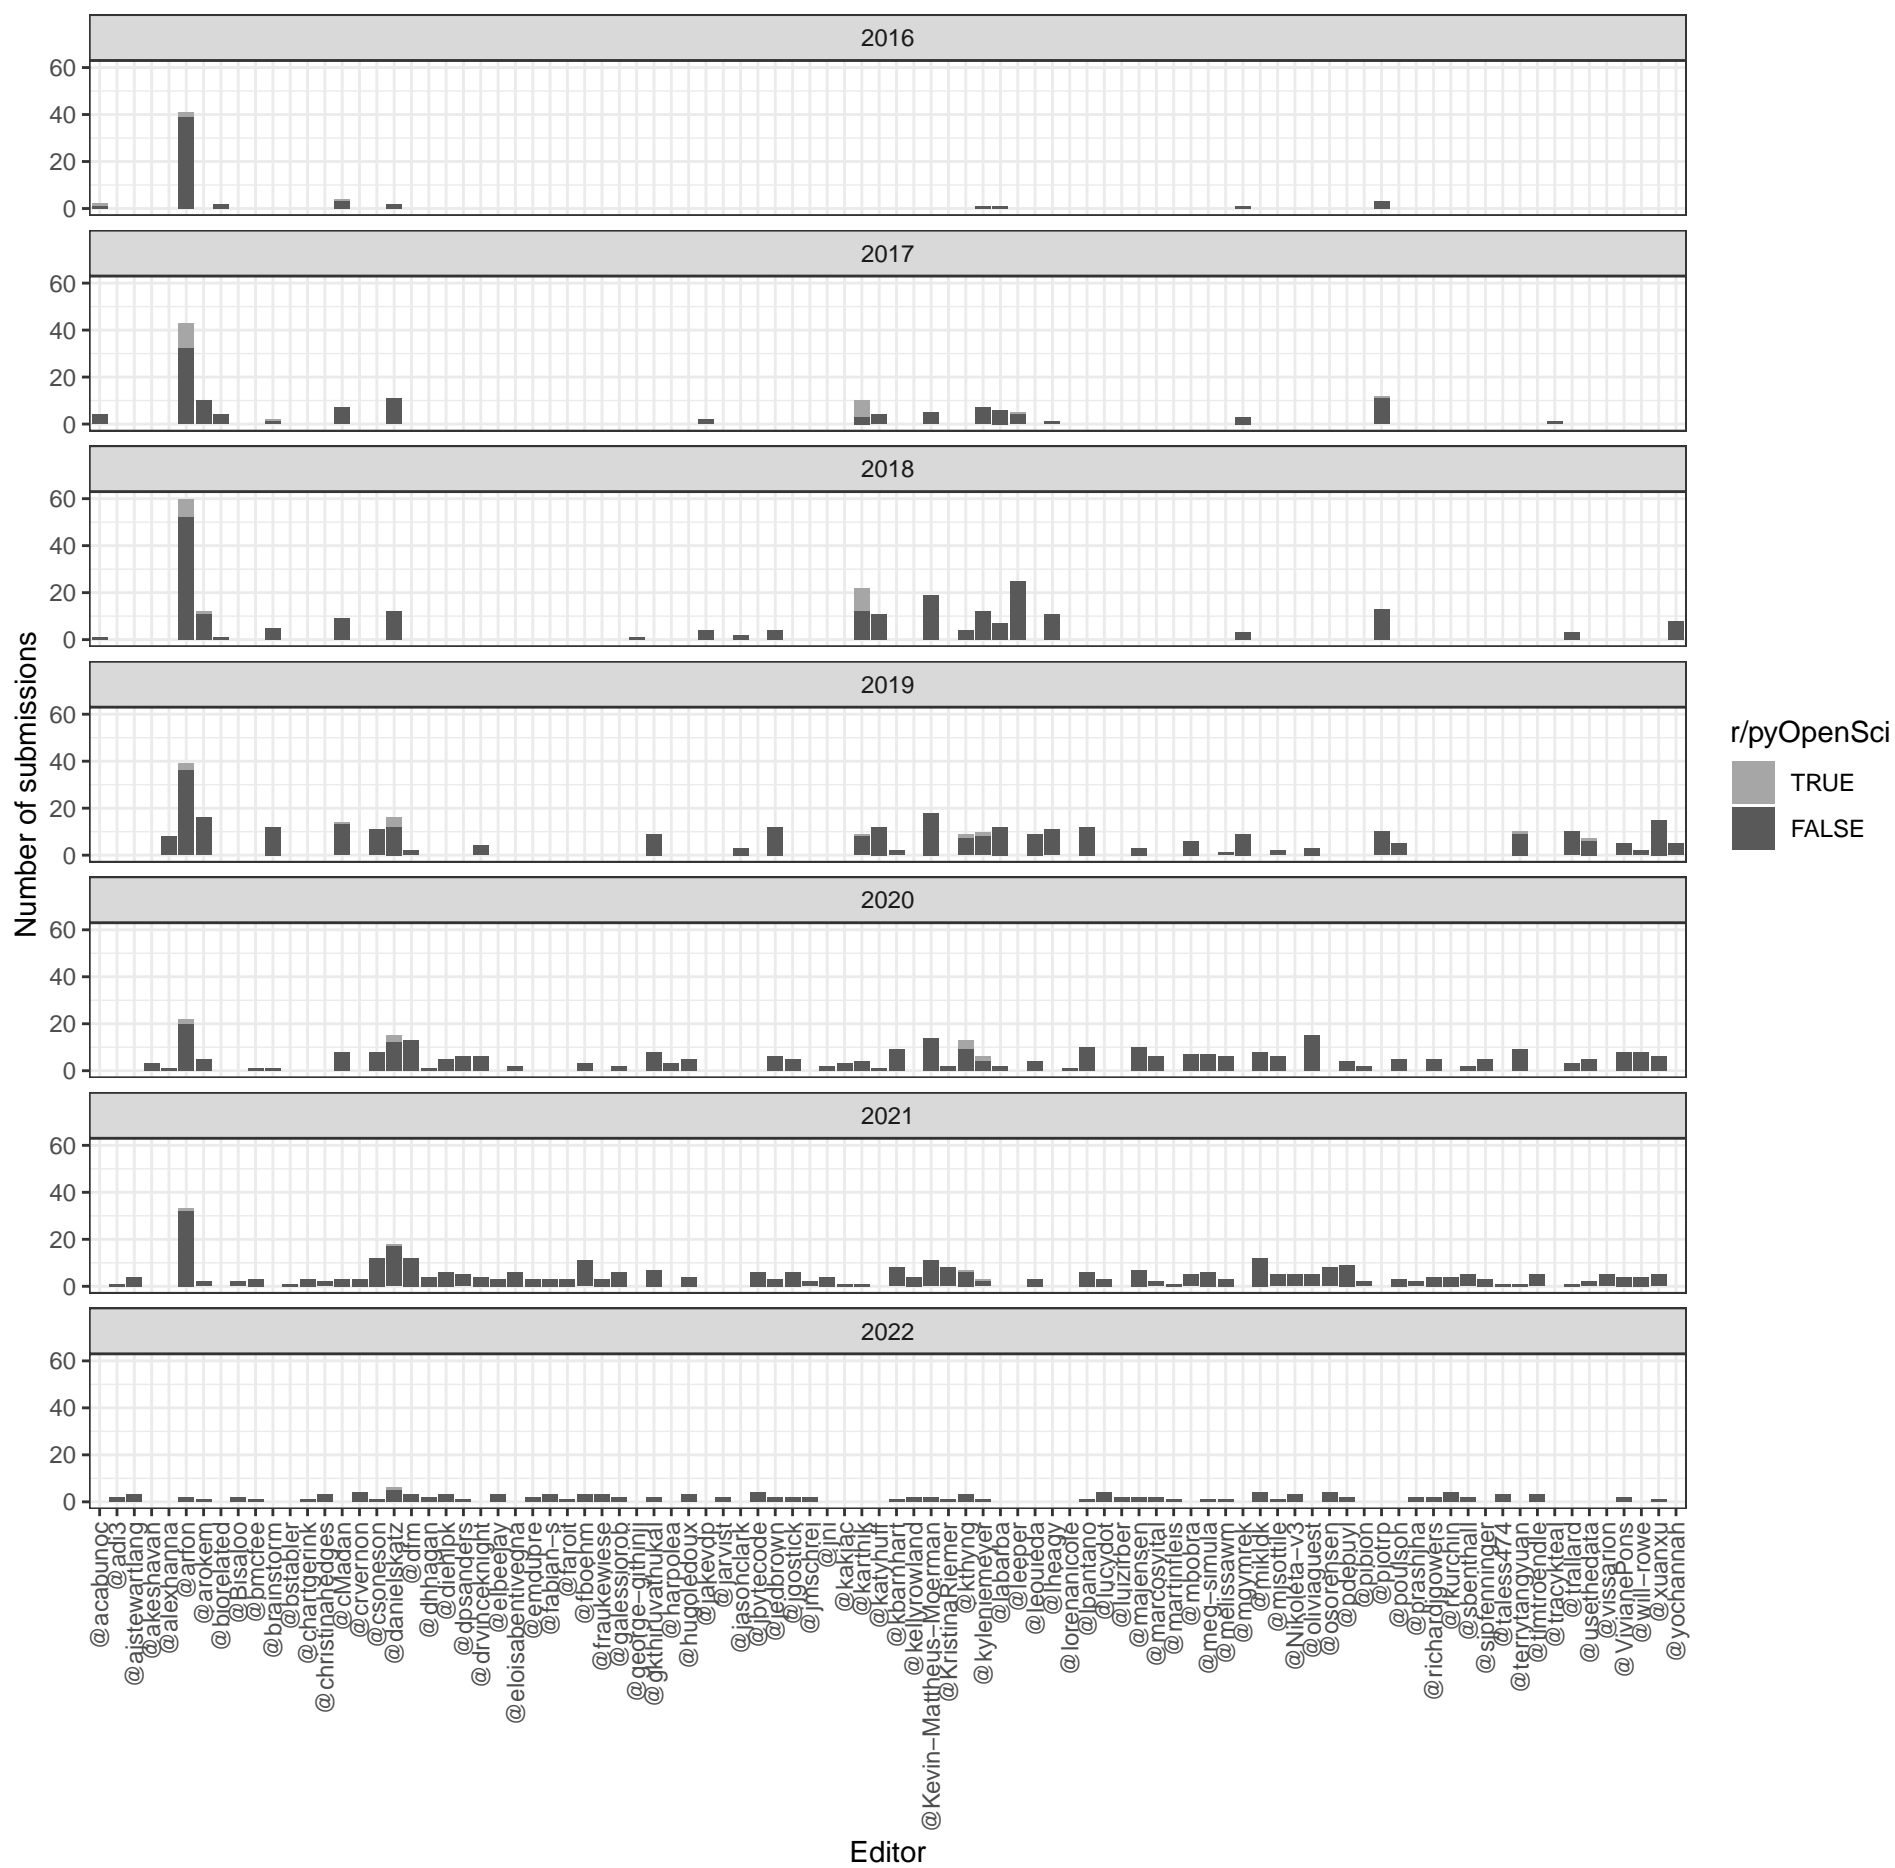 2016
60
40
20
0
2017
60
40
20
0
2018
60
40
20
0
2019
60
40
20
0
2020
60
40
20
0
2021
60
40
20
0
2022
60
40
20
0
Number of submissions
r/pyOpenSci
TRUE
FALSE
@acabunoc
@adi3
@ajstewartlang
@akeshavan
@alexhanna
@arfon
@arokem
@biorelated
@Bisaloo
@bmcfee
@brainstorm
@bstabler
@chartgerink
@christinahedges
@cMadan
@crvernon
@csoneson
@danielskatz
@dfm
@dhhagan
@diehlpk
@dpsanders
@drvinceknight
@elbeejay
@eloisabentivegna
@emdupre
@fabian-s
@faroit
@fboehm
@fraukewiese
@galessiorob
@george-githinji
@gkthiruvathukal
@harpolea
@hugoledoux
@jakevdp
@jarvist
@jasonclark
@jbytecode
@jedbrown
@jgostick
@jmschrei
@jni
@kakiac
@karthik
@katyhuff
@kbarnhart
@kellyrowland
@Kevin-Mattheus-Moerman
@KristinaRiemer
@kthyng
@kyleniemeyer
@labarba
@leeper
@leouieda
@lheagy
@lorenanicole
@lpantano
@lucydot
@luizirber
@majensen
@marcosvital
@martinfleis
@mbobra
@meg-simula
@melissawm
@mgymrek
@mikldk
@mjsottile
@Nikoleta-v3
@oliviaguest
@osorensen
@pdebuyl
@pibion
@pjotrp
@poulson
@prashjha
@richardjgowers
@rkurchin
@sbenthall
@sjpfenninger
@taless474
@terrytangyuan
@timtroendle
@tracykteal
@trallard
@usethedata
@vissarion
@VivianePons
@will-rowe
@xuanxu
@yochannah
Editor